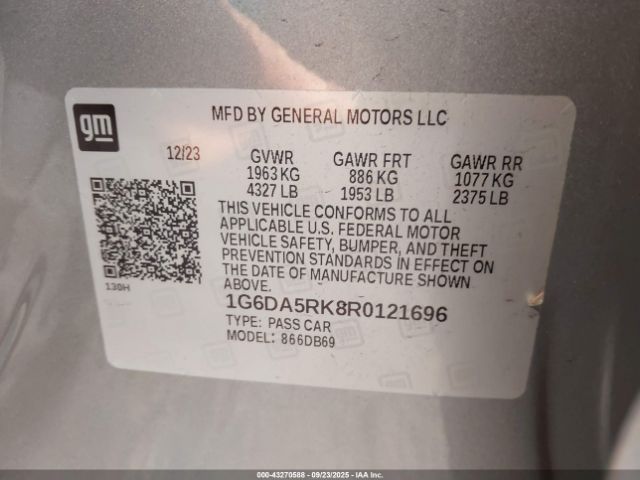 gm
MFD BY GENERAL MOTORS LLC
12/23 GVWR GAWR FRT GAWR RR
1963 KG 886 KG 1077 KG
4327 LB 1953 LB 2375 LB
THIS VEHICLE CONFORMS TO ALL
APPLICABLE U.S. FEDERAL MOTOR
VEHICLE SAFETY, BUMPER, AND THEFT
PREVENTION STANDARDS IN EFFECT ON
THE DATE OF MANUFACTURE SHOWN
ABOVE.
130H
1G6DA5RK8R0121696
TYPE: PASS CAR
MODEL: 866DB69
000-43270588 - 09/23/2025 - IAAI, Inc.